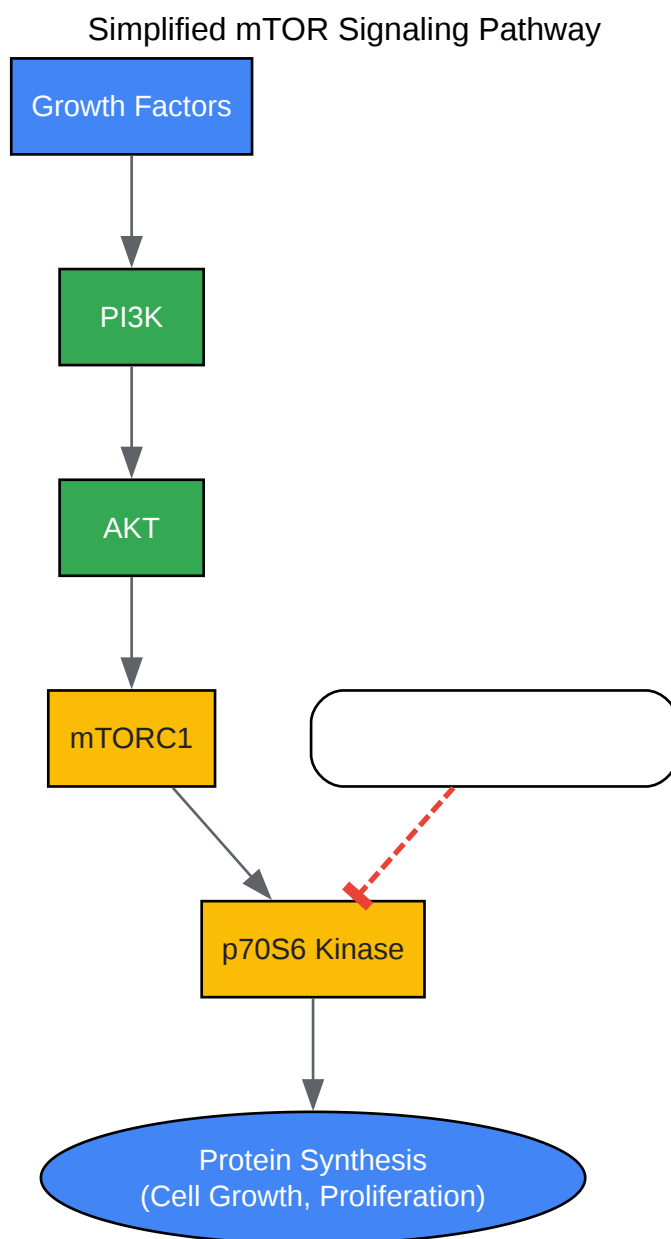 Simplified mTOR Signaling Pathway
Growth Factors
PI3K
AKT
mTORC1
p70S6 Kinase
Protein Synthesis
(Cell Growth, Proliferation)